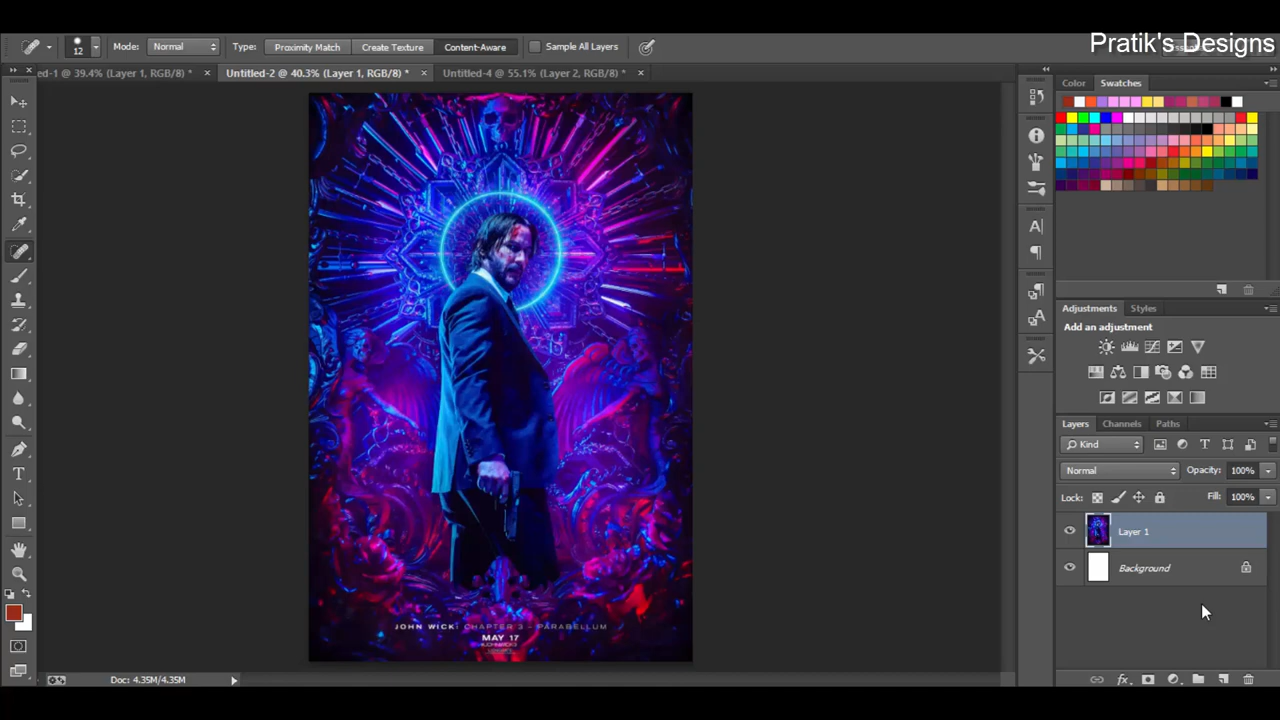 Pratik's Designs
12
Mode: Normal
Type: Proximity Match Create Texture Content-Aware
Sample All Layers
ed-1 @ 39.4% (Layer 1, RGB/8) * ×
Untitled-2 @ 40.3% (Layer 1, RGB/8) * ×
Untitled-4 @ 55.1% (Layer 2, RGB/8) * ×
Color Swatches
Adjustments Styles
Add an adjustment
Layers Channels Paths
Kind
Normal Opacity: 100%
Lock: Fill: 100%
Layer 1
Background
JOHN WICK: CHAPTER 3 - PARABELLUM
MAY 17
#JOHNWICK3
Doc: 4.35M/4.35M